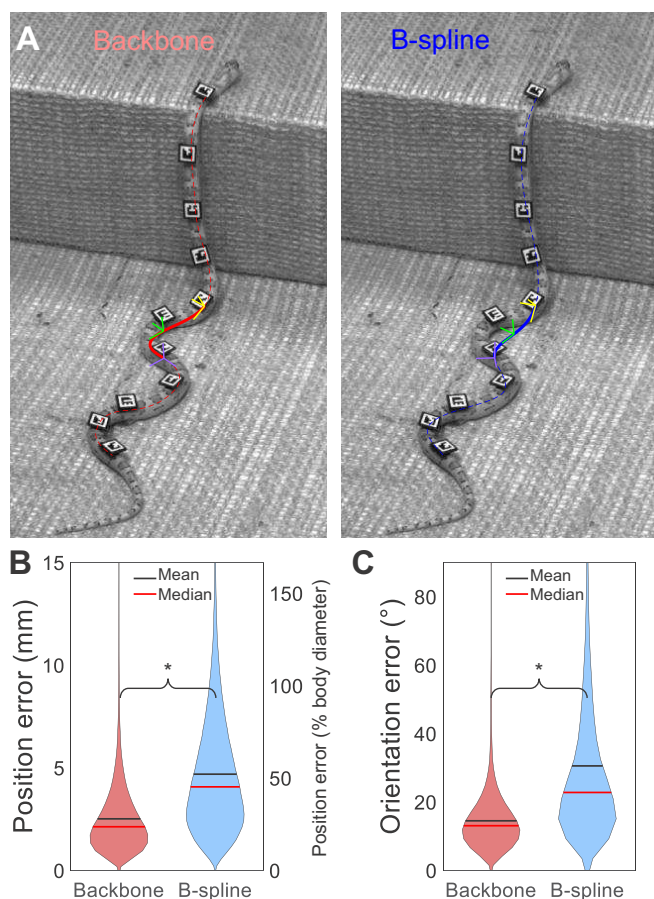 A
Backbone
B-spline
B
15
10
5
0
Position error (mm)
Mean
Median
*
150
100
50
0
Position error (% body diameter)
Backbone
B-spline
C
80
60
40
20
0
Orientation error (°)
Mean
Median
*
Backbone
B-spline